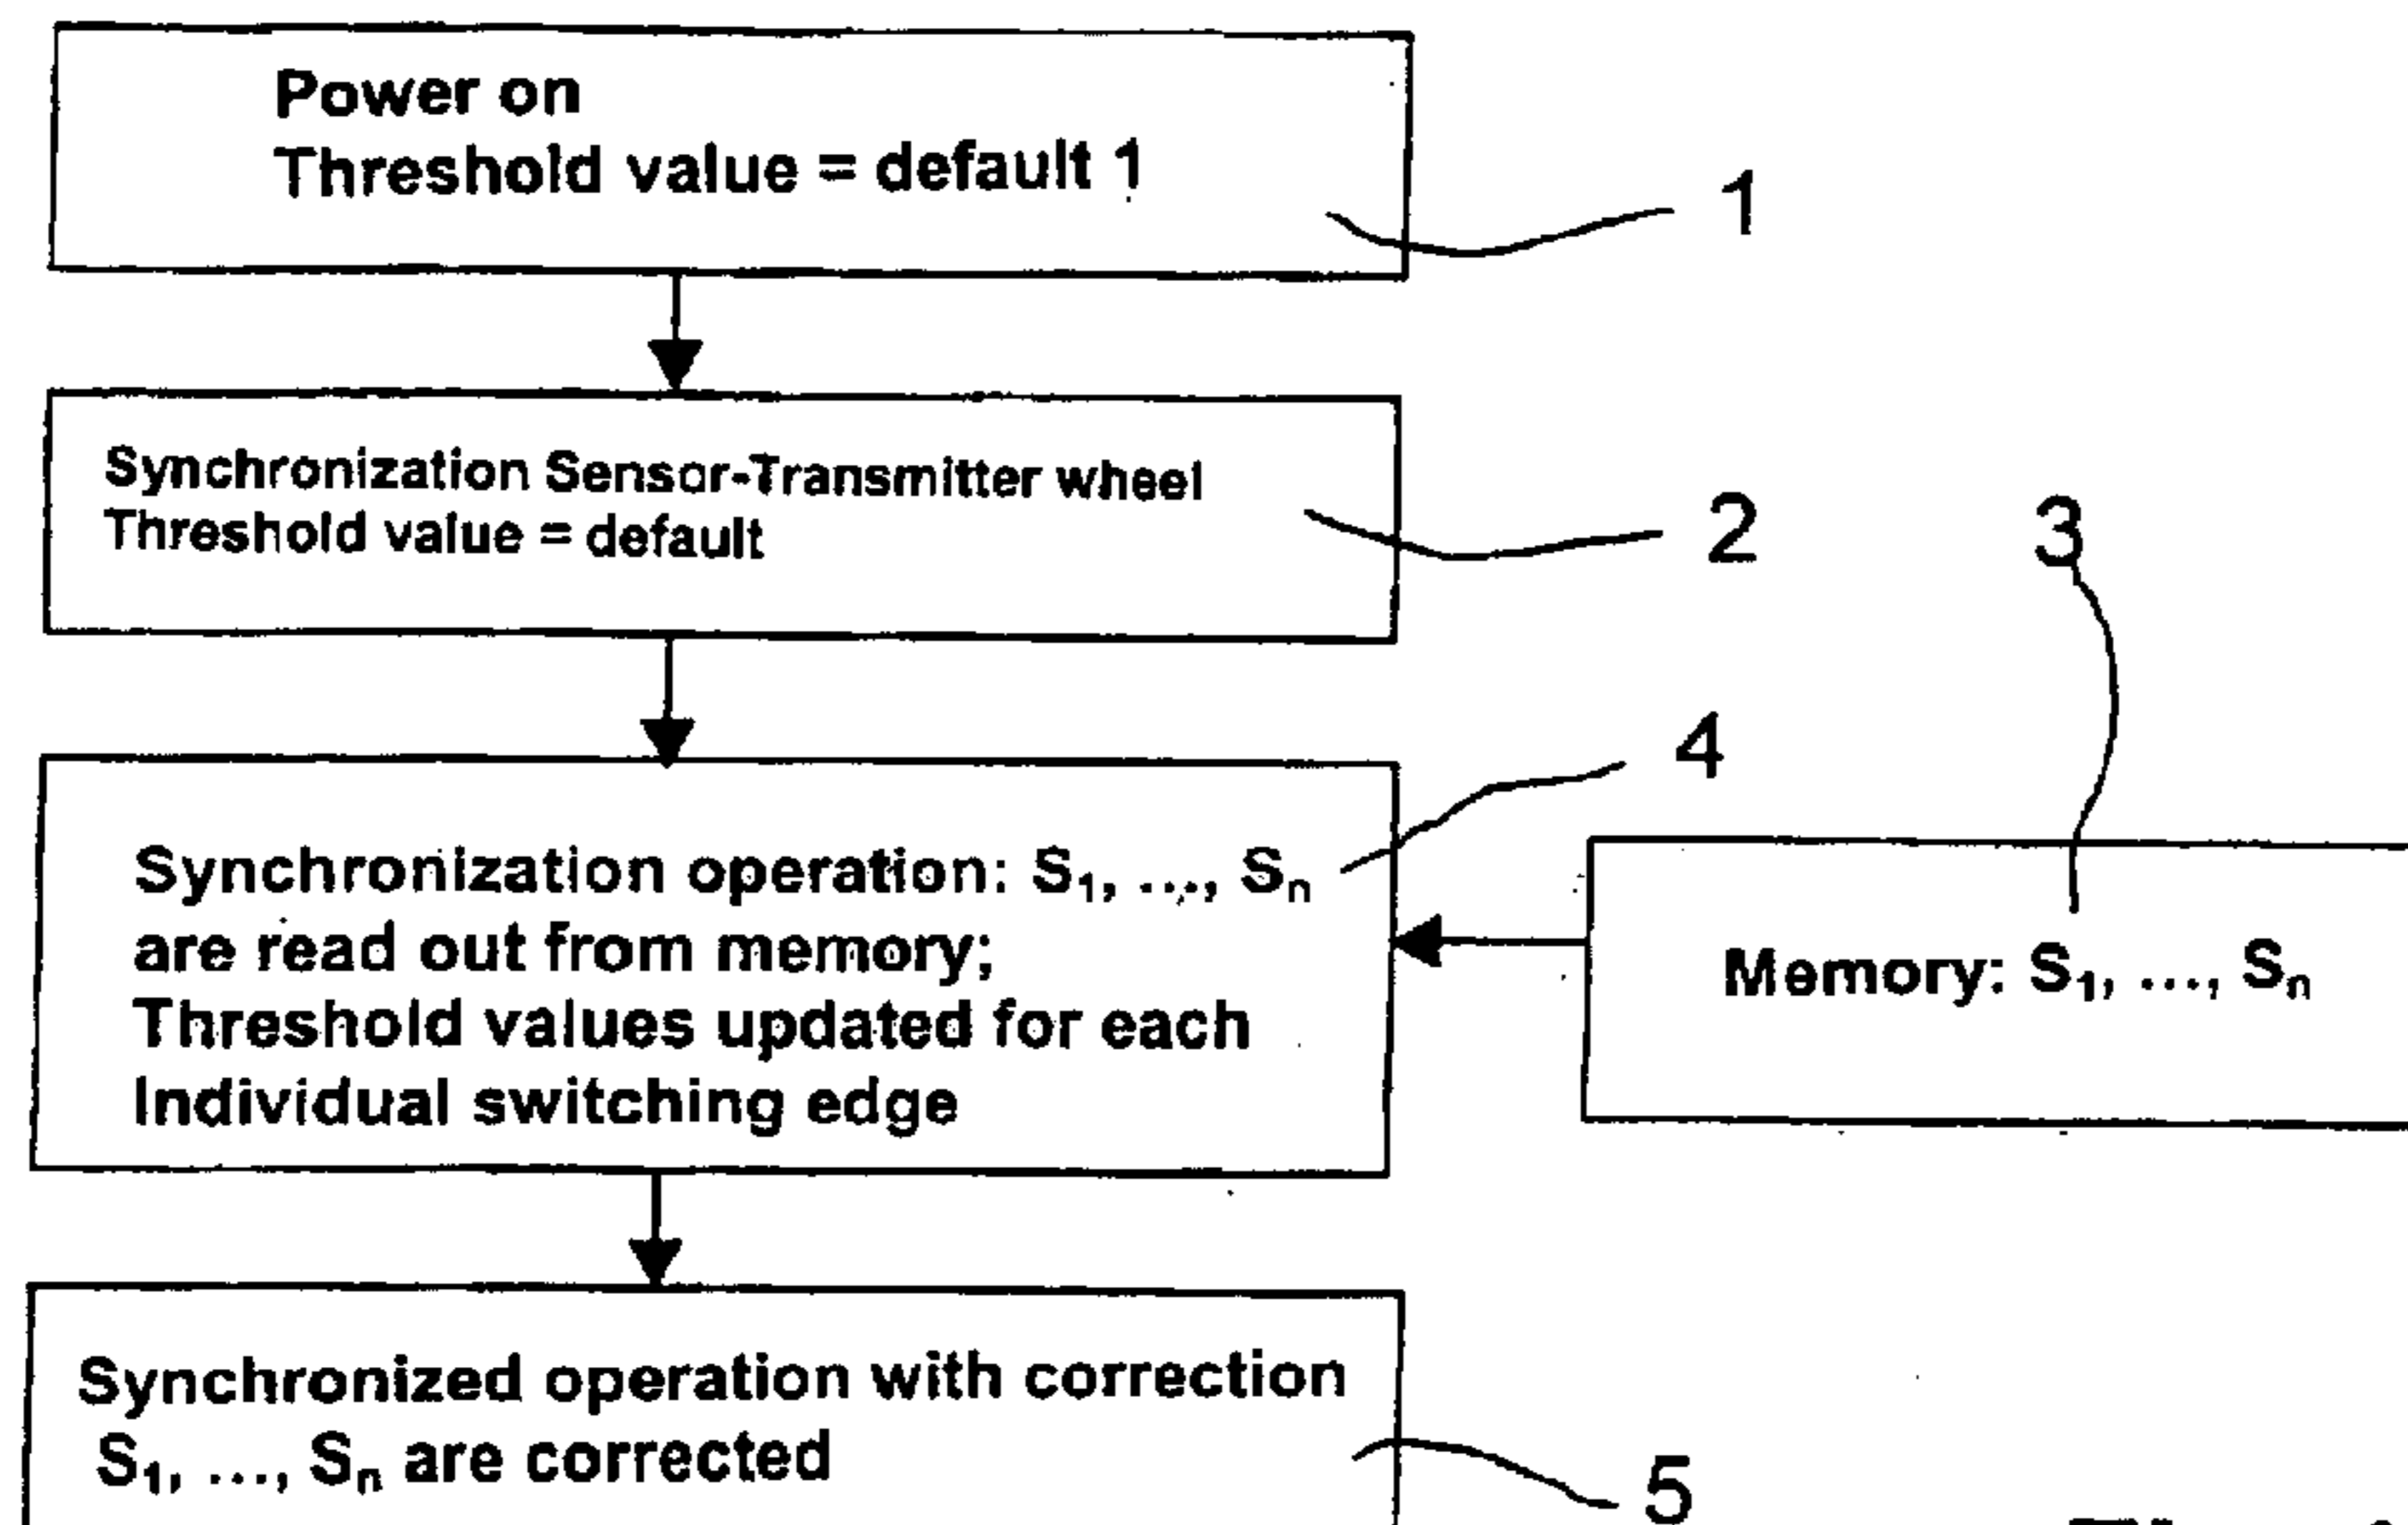 Power on
Threshold value = default 1
1
Synchronization Sensor-Transmitter wheel
Threshold value = default
2
3
4
Synchronization operation: S₁, ..., Sₙ
are read out from memory;
Threshold values updated for each
Individual switching edge
Memory: S₁, ..., Sₙ
Synchronized operation with correction
S₁, ..., Sₙ are corrected
5